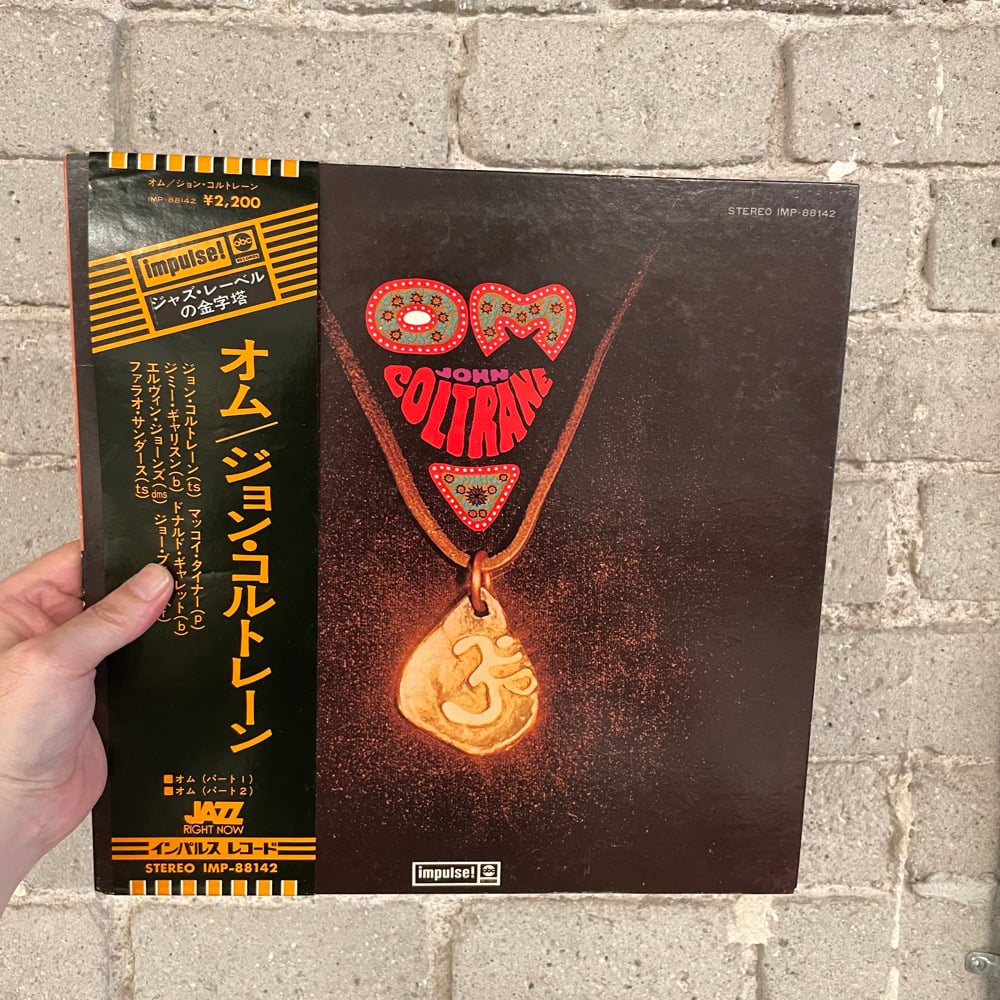 オム/ジョン・コルトレーン
IMP-88142 ¥2,200
impulse! abc RECORDS
ジャズ・レーベル
の金字塔
オム/ジョン・コルトレーン
ジョン・コルトレーン(ts) マッコイ・タイナー(p)
ジミー・ギャリスン(b) ドナルド・ギャレット(b)
エルヴィン・ジョーンズ(dms) ジョー・
ファラオ・サンダース(ts)
■オム (パート1)
■オム (パート2)
JAZZ
RIGHT NOW
インパルス レコード
STEREO IMP-88142
STEREO IMP-88142
OM
JOHN
COLTRANE
ॐ
impulse! abc